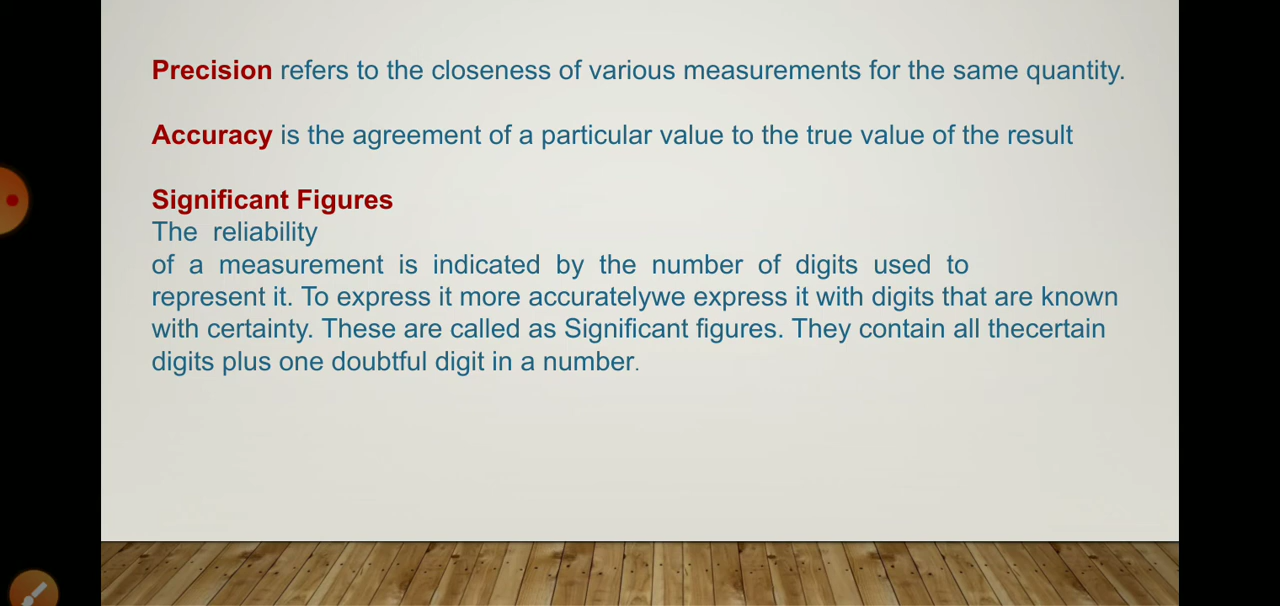 Precision refers to the closeness of various measurements for the same quantity.
Accuracy is the agreement of a particular value to the true value of the result
Significant Figures
The reliability
of a measurement is indicated by the number of digits used to
represent it. To express it more accuratelywe express it with digits that are known
with certainty. These are called as Significant figures. They contain all thecertain
digits plus one doubtful digit in a number.